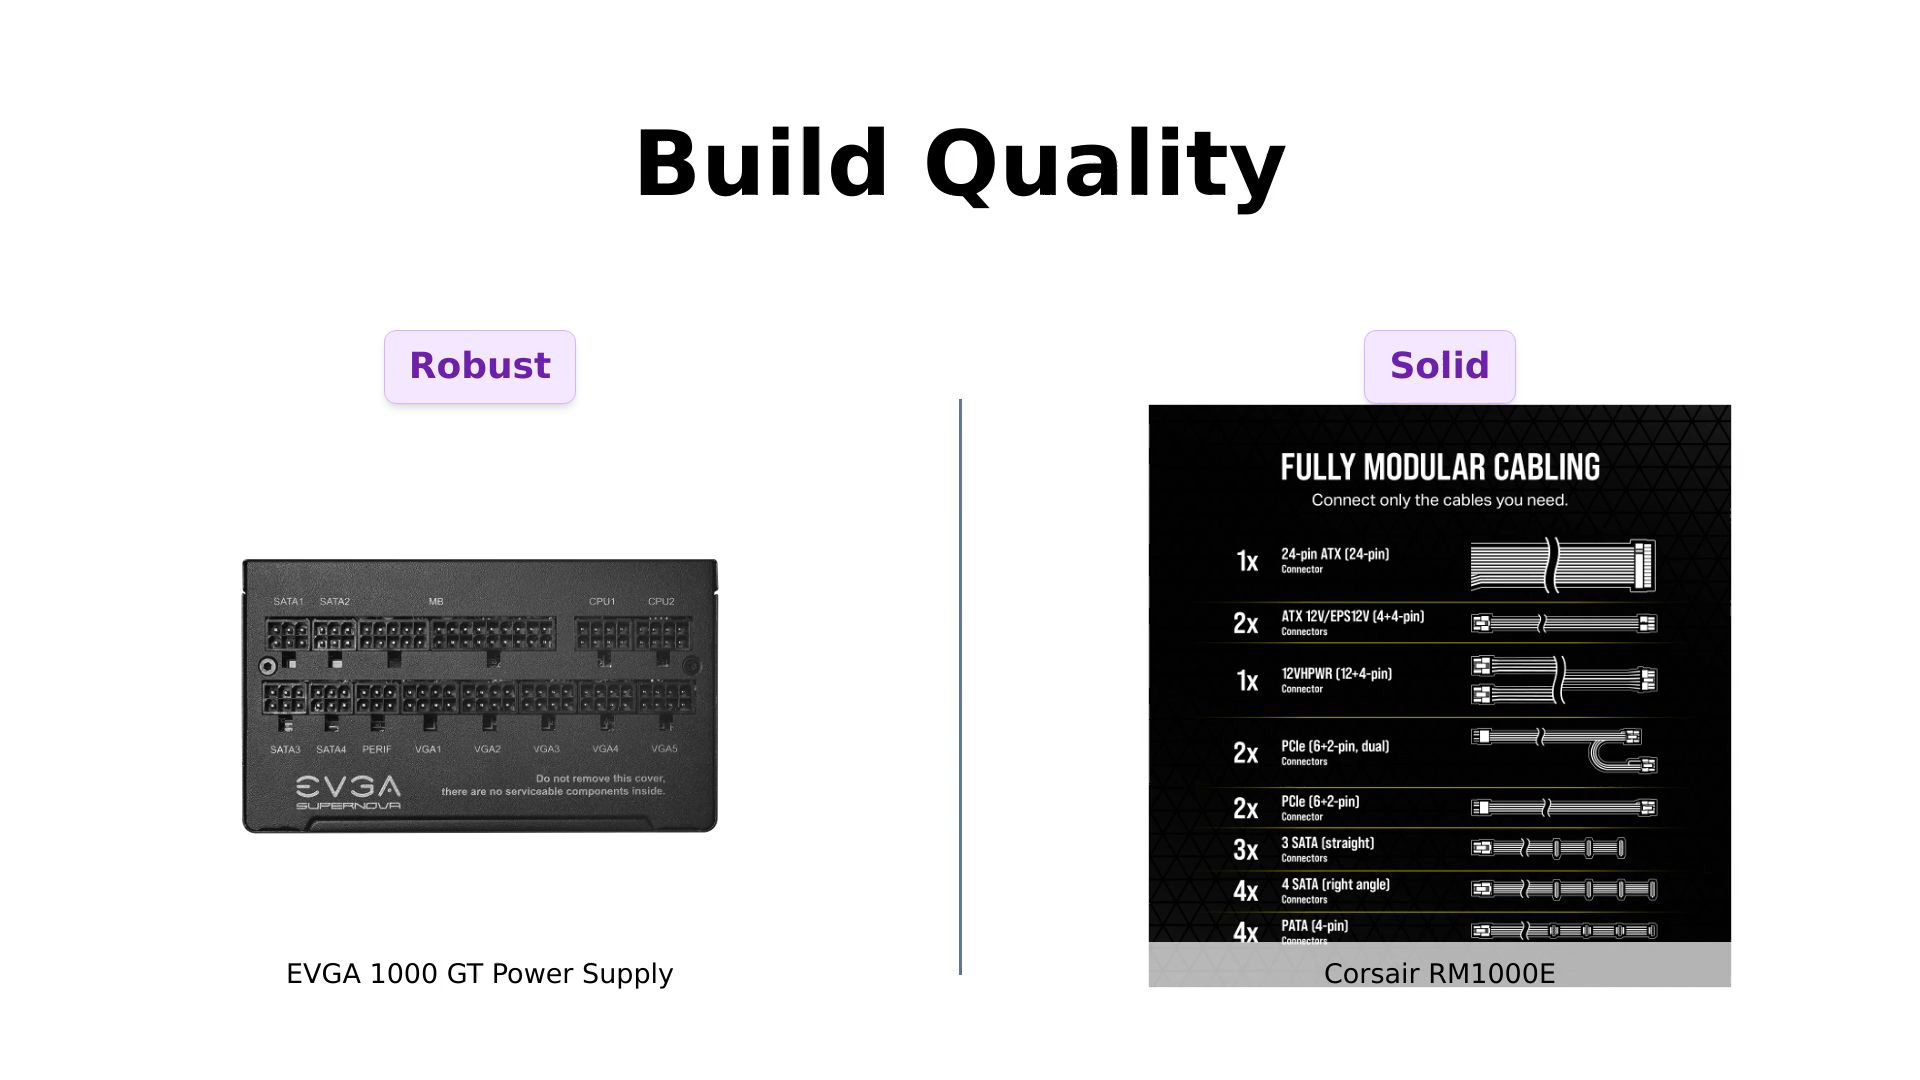 Build Quality
Robust
SATA1 SATA2 MB CPU1 CPU2
SATA3 SATA4 PERIF VGA1 VGA2 VGA3 VGA4 VGA5
EVGA
SUPERNOVA
Do not remove this cover,
there are no serviceable components inside.
EVGA 1000 GT Power Supply
Solid
FULLY MODULAR CABLING
Connect only the cables you need.
1x 24-pin ATX (24-pin)
Connector
2x ATX 12V/EPS12V (4+4-pin)
Connectors
1x 12VHPWR (12+4-pin)
Connector
2x PCIe (6+2-pin, dual)
Connectors
2x PCIe (6+2-pin)
Connector
3x 3 SATA (straight)
Connectors
4x 4 SATA (right angle)
Connectors
4x PATA (4-pin)
Connectors
Corsair RM1000E